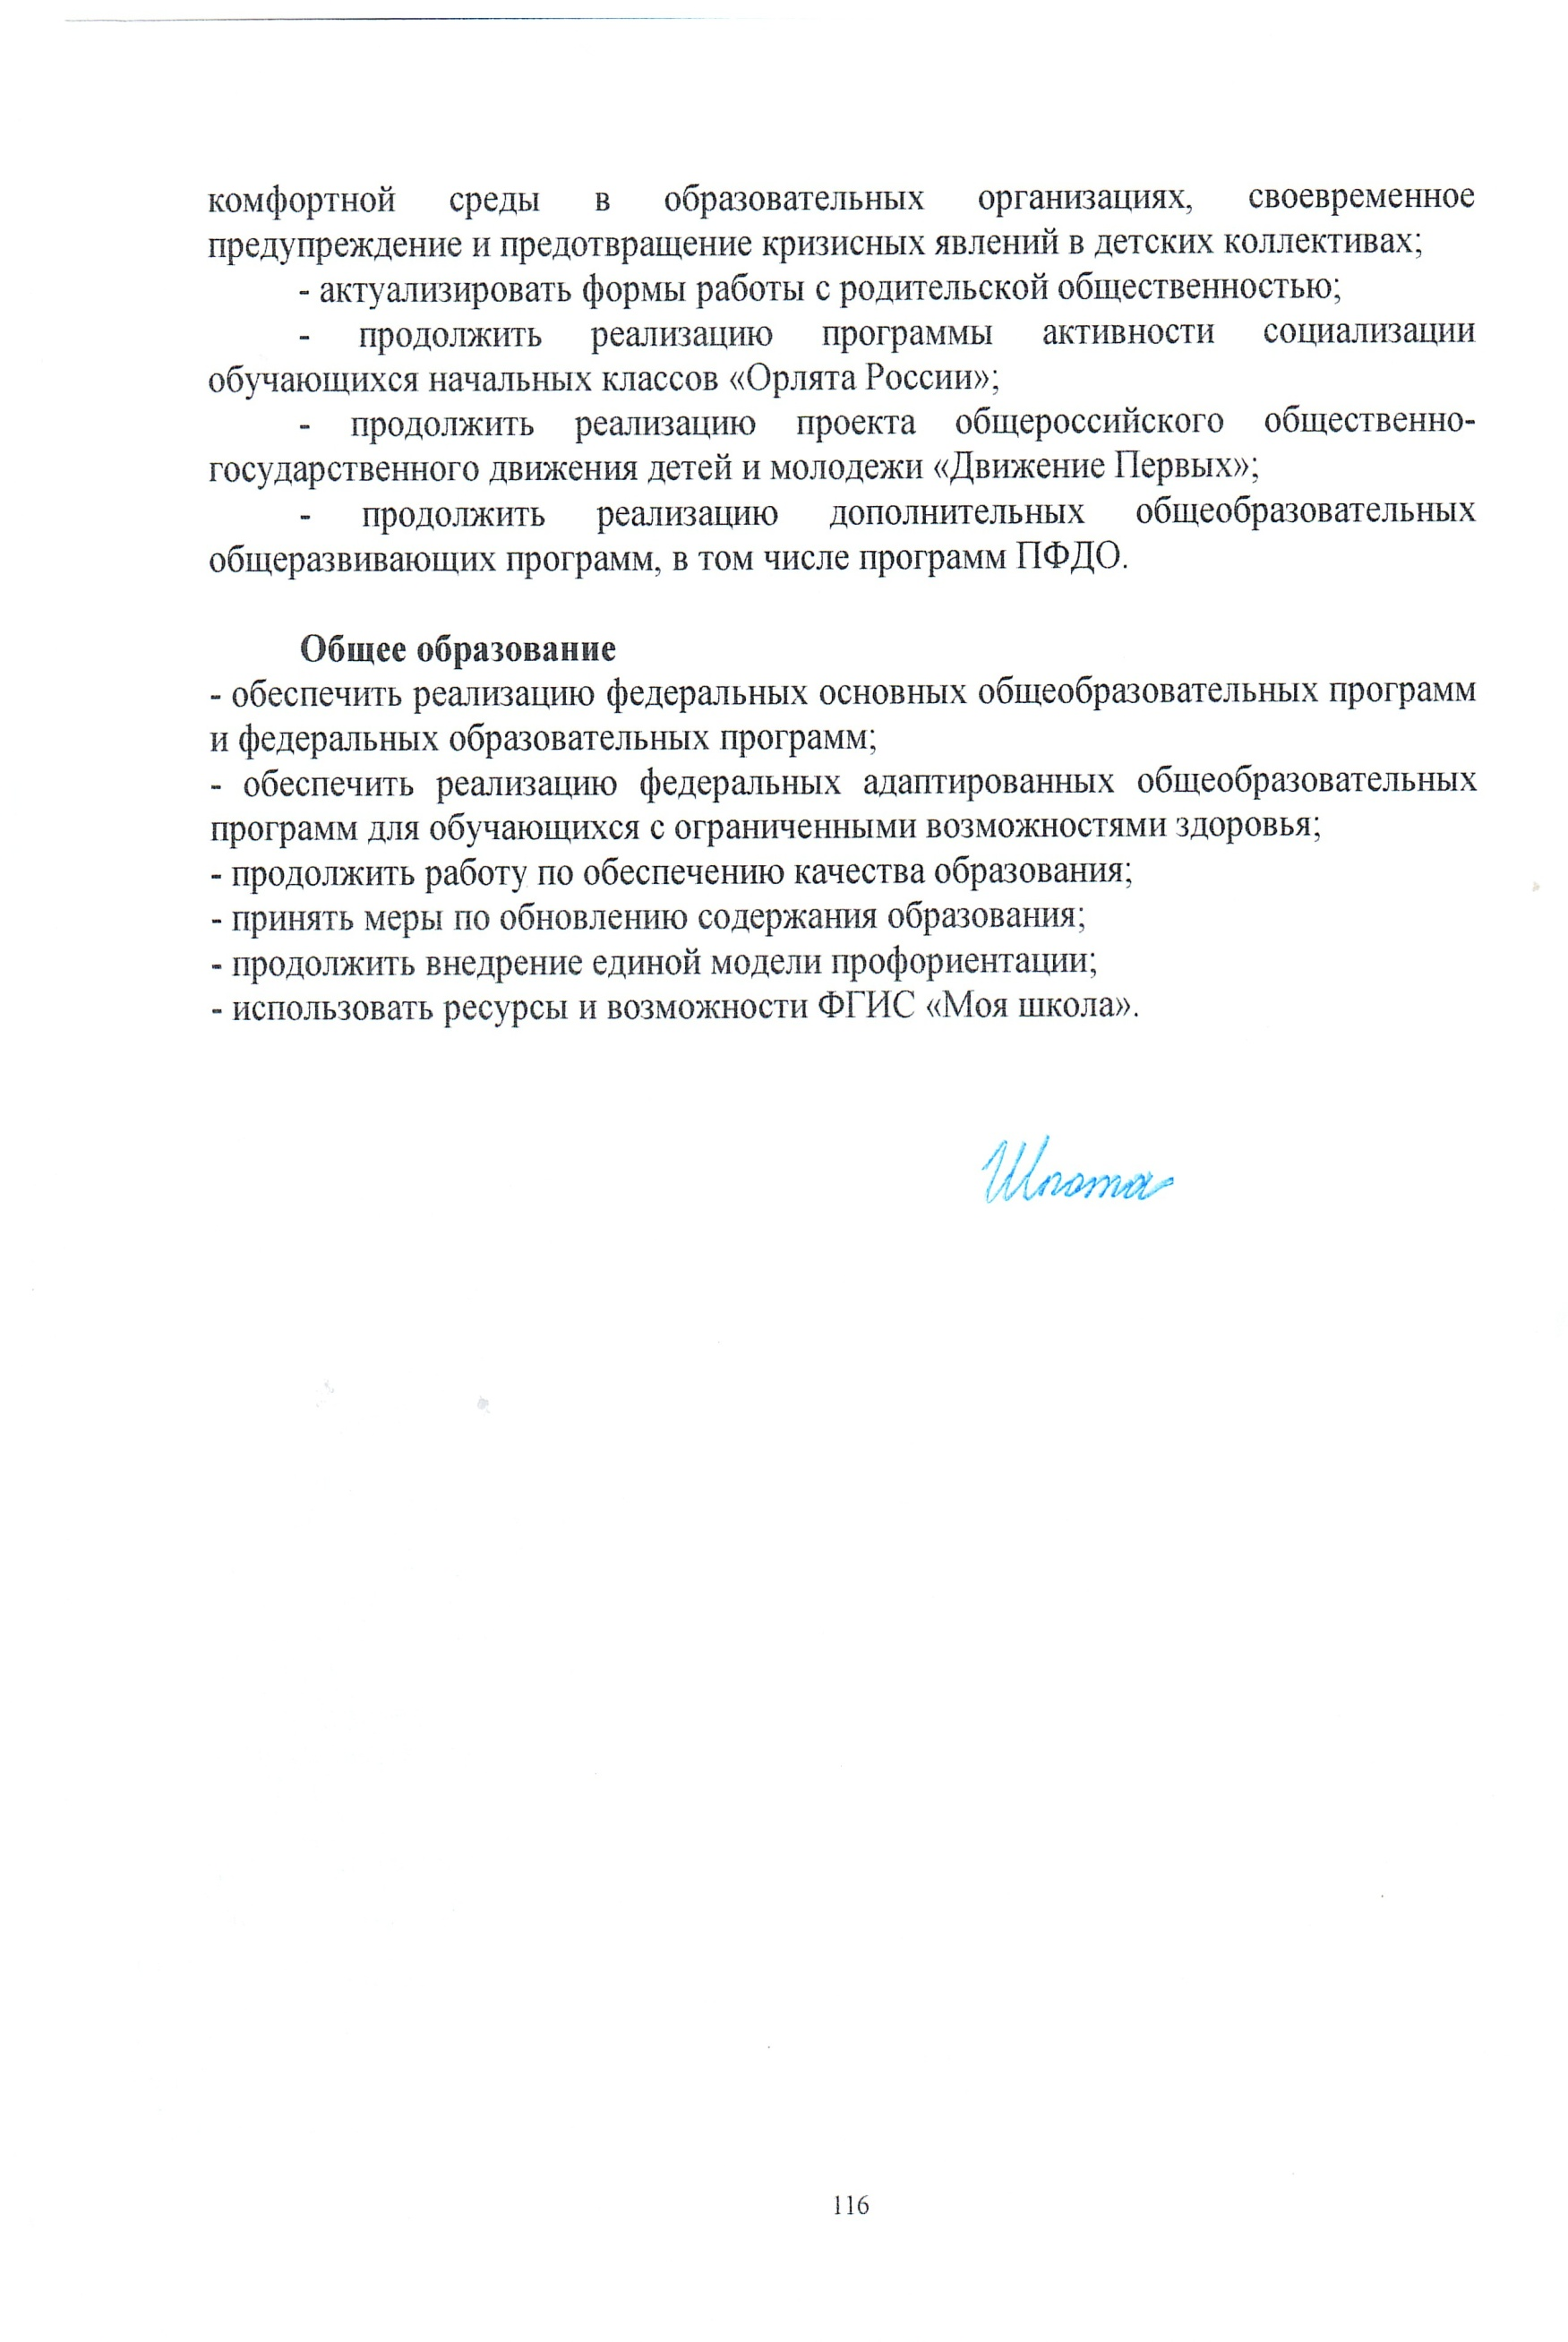 комфортной среды в образовательных организациях, своевременное
предупреждение и предотвращение кризисных явлений в детских коллективах;
- актуализировать формы работы с родительской общественностью;
- продолжить реализацию программы активности социализации
обучающихся начальных классов «Орлята России»;
- продолжить реализацию проекта общероссийского общественно-
государственного движения детей и молодежи «Движение Первых»;
- продолжить реализацию дополнительных общеобразовательных
общеразвивающих программ, в том числе программ ПФДО.
Общее образование
- обеспечить реализацию федеральных основных общеобразовательных программ
и федеральных образовательных программ;
- обеспечить реализацию федеральных адаптированных общеобразовательных
программ для обучающихся с ограниченными возможностями здоровья;
- продолжить работу по обеспечению качества образования;
- принять меры по обновлению содержания образования;
- продолжить внедрение единой модели профориентации;
- использовать ресурсы и возможности ФГИС «Моя школа».
116